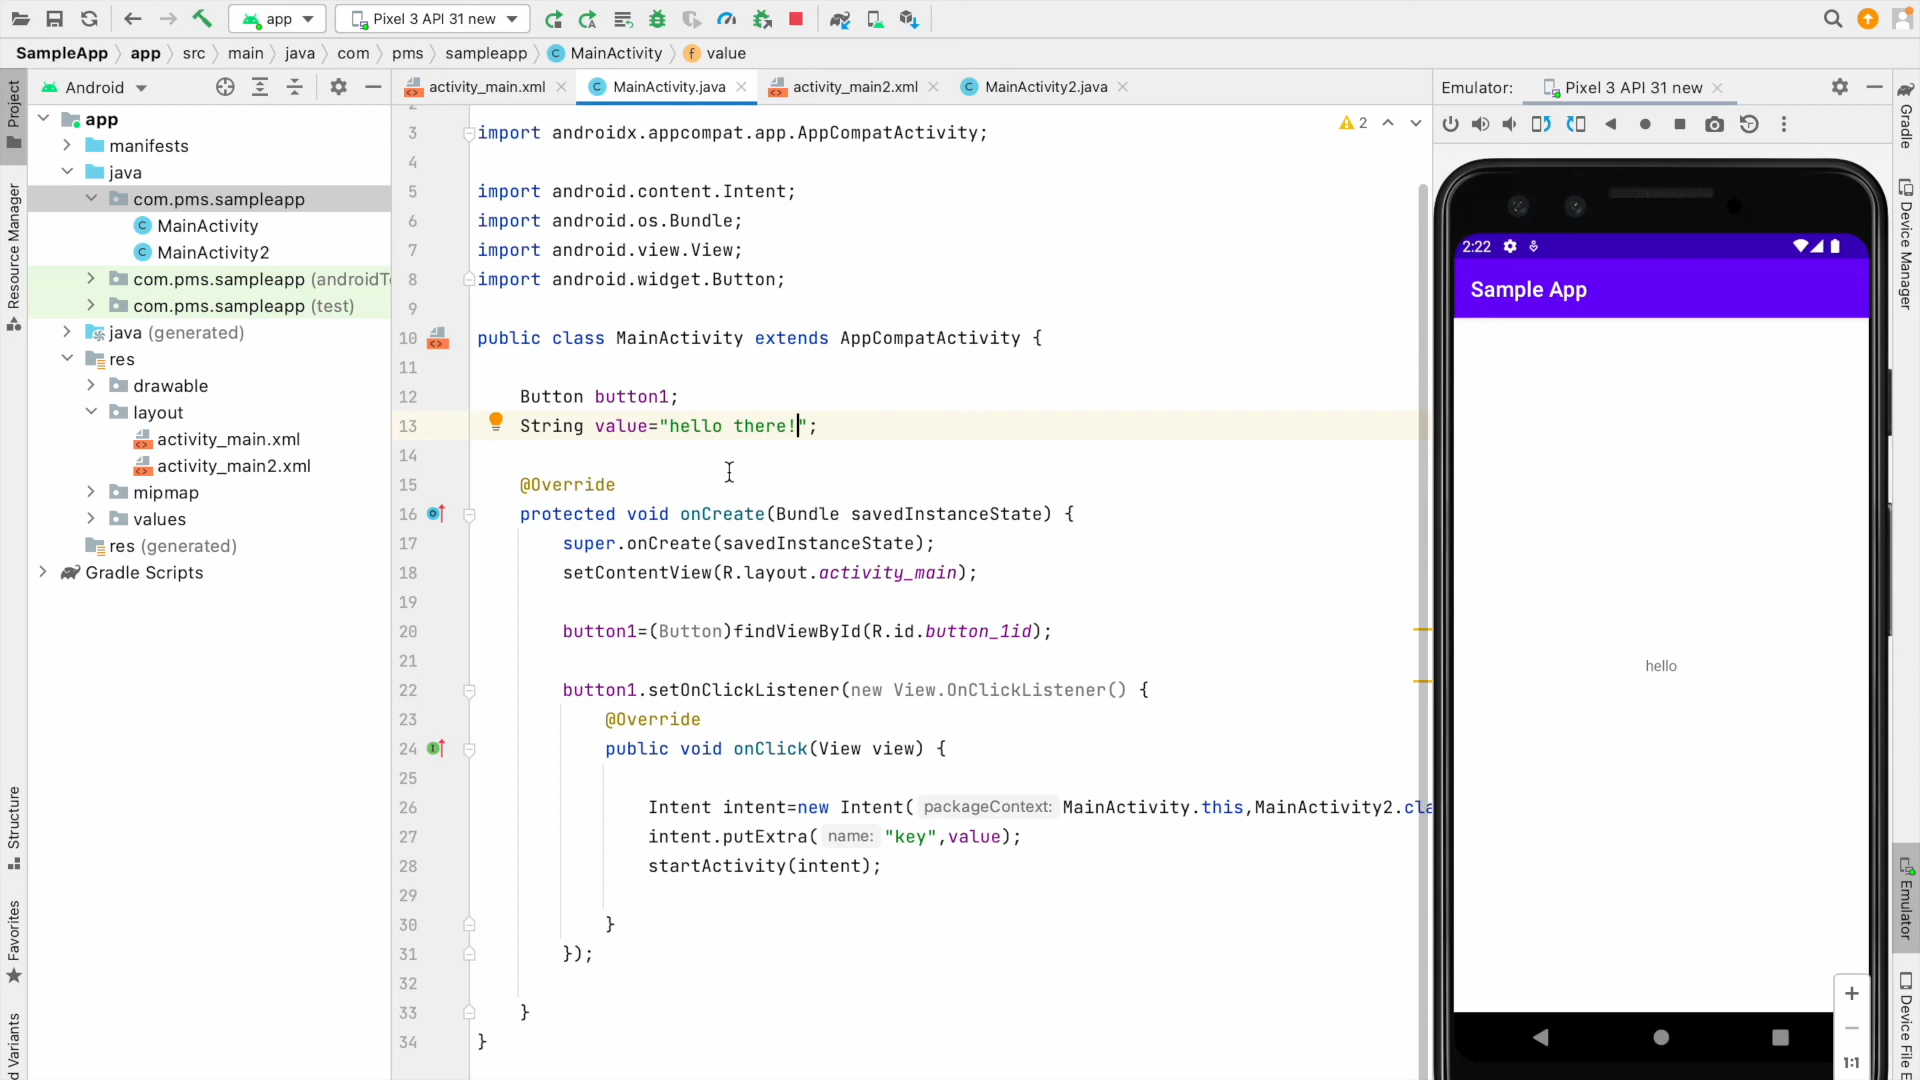 app
Pixel 3 API 31 new
SampleApp
app
src
main
java
com
pms
sampleapp
C
MainActivity
f
value
Android
activity_main.xml
C
MainActivity.java
activity_main2.xml
C
MainActivity2.java
Emulator:
Pixel 3 API 31 new
Project
Resource Manager
Structure
Favorites
d Variants
app
manifests
java
com.pms.sampleapp
C MainActivity
C MainActivity2
com.pms.sampleapp (androidTe
com.pms.sampleapp (test)
java (generated)
res
drawable
layout
activity_main.xml
activity_main2.xml
mipmap
values
res (generated)
Gradle Scripts
2
2
3 import androidx.appcompat.app.AppCompatActivity;
4
5 import android.content.Intent;
6 import android.os.Bundle;
7 import android.view.View;
8 import android.widget.Button;
9
10 public class MainActivity extends AppCompatActivity {
11
12 Button button1;
13 String value="hello there!";
14
15 @Override
16 protected void onCreate(Bundle savedInstanceState) {
17 super.onCreate(savedInstanceState);
18 setContentView(R.layout.activity_main);
19
20 button1=(Button)findViewById(R.id.button_1id);
21
22 button1.setOnClickListener(new View.OnClickListener() {
23 @Override
24 public void onClick(View view) {
25
26 Intent intent=new Intent( packageContext: MainActivity.this,MainActivity2.cla
27 intent.putExtra( name: "key",value);
28 startActivity(intent);
29
30 }
31 });
32
33 }
34 }
2:22
Sample App
hello
1:1
Gradle
Device Manager
Emulator
Device File E